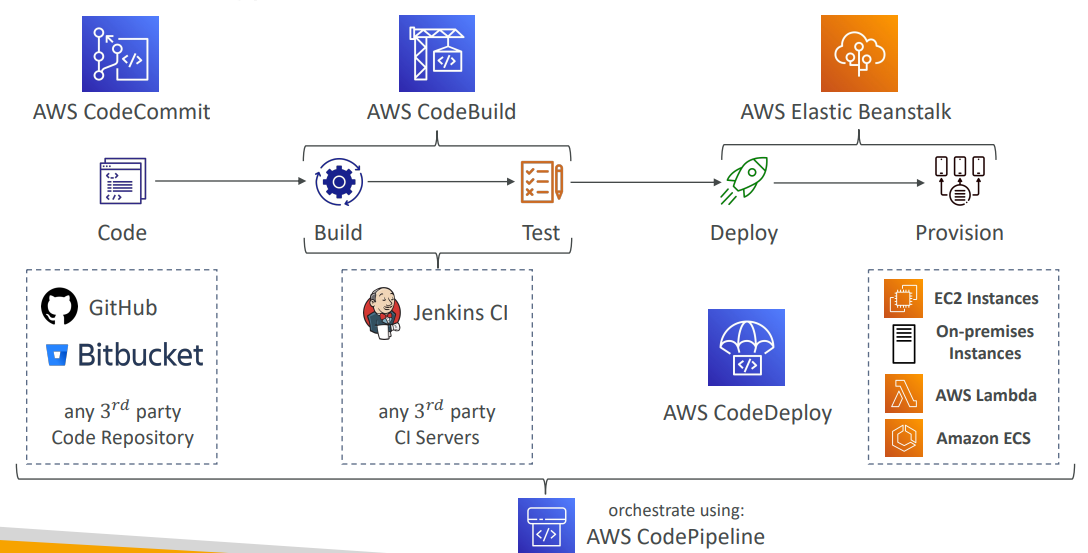 AWS CodeCommit
AWS CodeBuild
AWS Elastic Beanstalk
Code
Build
Test
Deploy
Provision
GitHub
Bitbucket
any 3rd party
Code Repository
Jenkins CI
any 3rd party
CI Servers
AWS CodeDeploy
EC2 Instances
On-premises
Instances
AWS Lambda
Amazon ECS
orchestrate using:
AWS CodePipeline